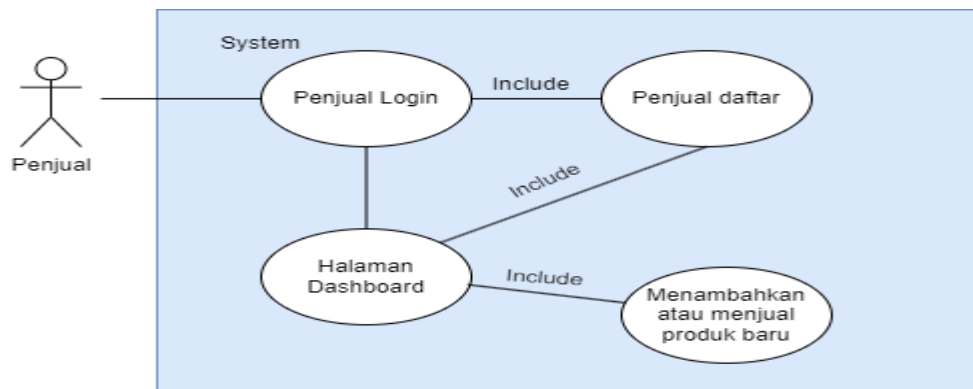 System
Penjual Login
Include
Penjual daftar
Penjual
Include
Halaman
Dashboard
Include
Menambahkan
atau menjual
produk baru